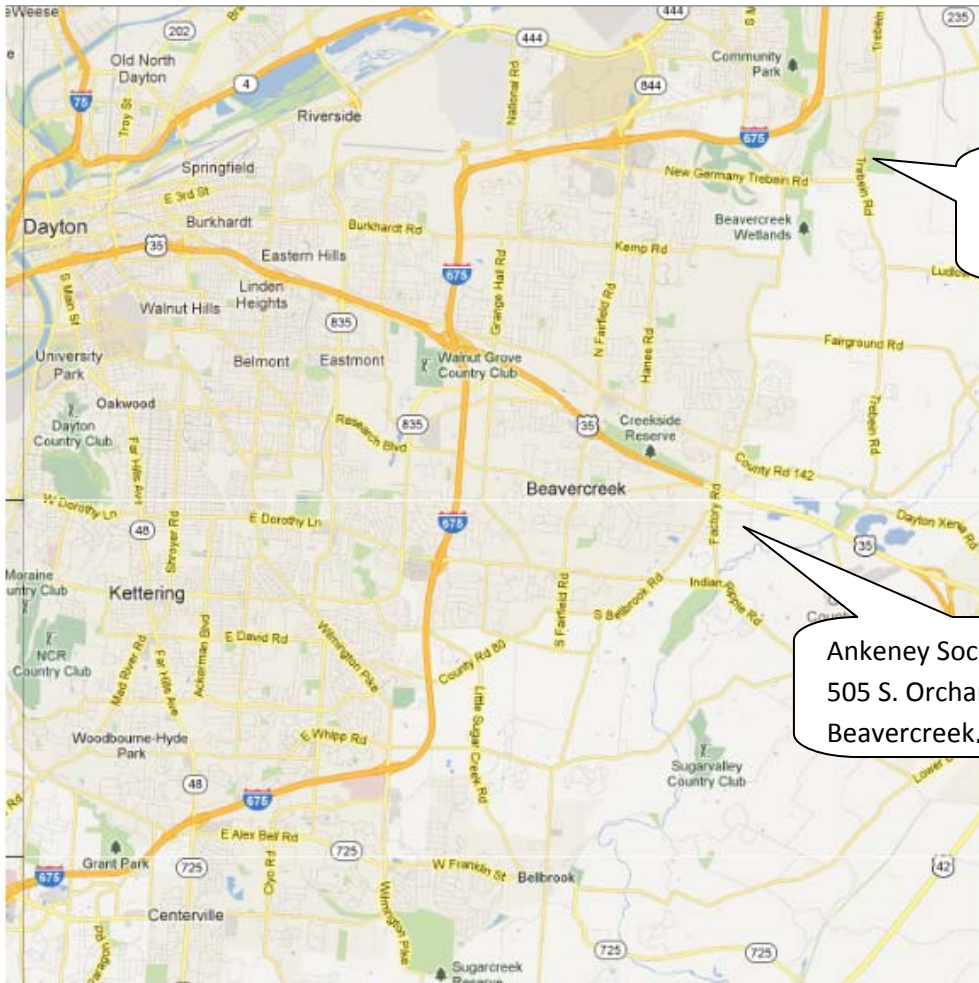 eWeese
202
Old North
Dayton
75
Troy St
4
444
444
National Rd
Riverside
Community
Park
844
235
675
Trebein Rd
Springfield
E 3rd St
New Germany Trebein Rd
Dayton
Burkhardt
Burkhardt Rd
Beavercreek
Wetlands
35
Eastern Hills
Kemp Rd
675
Grange Hall Rd
S Main St
Linden
Heights
Walnut Hills
835
N Fairfield Rd
Hanes Rd
Fairground Rd
University
Park
Belmont
Eastmont
Walnut Grove
Country Club
Oakwood
Dayton
Country Club
Far Hills Ave
Research Blvd
835
35
Creekside
Reserve
Trebein Rd
County Rd 142
Beavercreek
W Dorothy Ln
E Dorothy Ln
48
Shroyer Rd
675
Factory Rd
Dayton Xenia Rd
35
Moraine
untry Club
Kettering
Indian Ripple Rd
S Fairfield Rd
S Bellbrook Rd
NCR
Country Club
Mad River Rd
Far Hills Ave
Ackerman Blvd
E David Rd
Wilmington Pike
County Rd 80
Little Sugar Creek Rd
Ankeney Soc
505 S. Orcha
Beavercreek,
Woodbourne-Hyde
Park
E Whipp Rd
Sugarvalley
Country Club
48
675
E Alex Bell Rd
Grant Park
725
Clyo Rd
725
W Franklin St
Bellbrook
42
675
Centerville
Wilmington Pike
Paragon Rd
Sugarcreek
Reserve
725
725